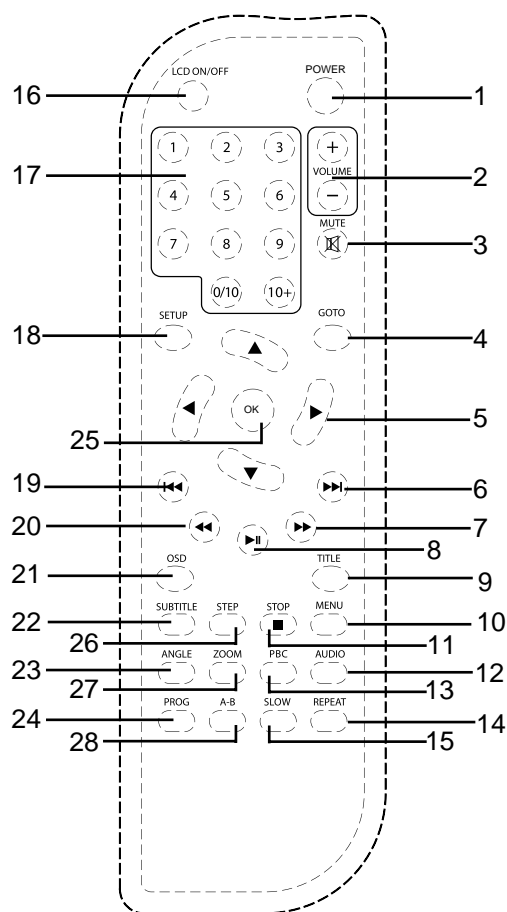 LCD ON/OFF POWER
16 1
1 2 3 +
17 VOLUME 2
4 5 6 −
MUTE
7 8 9 3
0/10 10+
SETUP GOTO
18 4
OK 5
25
19 6
20 7
8
OSD TITLE
21 9
SUBTITLE STEP STOP MENU
22 10
26 11
ANGLE ZOOM PBC AUDIO
23 12
27 13
PROG A-B SLOW REPEAT
24 14
28 15